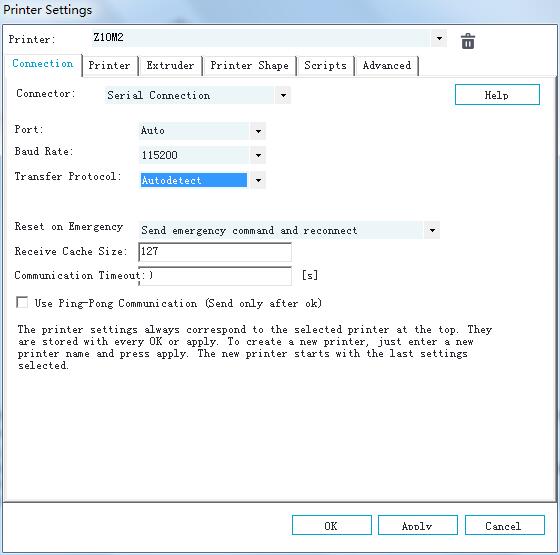 Printer Settings
Printer: Z10M2
Connection Printer Extruder Printer Shape Scripts Advanced
Connector: Serial Connection Help
Port: Auto
Baud Rate: 115200
Transfer Protocol: Autodetect
Reset on Emergency Send emergency command and reconnect
Receive Cache Size: 127
Communication Timeout: [s]
Use Ping-Pong Communication (Send only after ok)
The printer settings always correspond to the selected printer at the top. They
are stored with every OK or apply. To create a new printer, just enter a new
printer name and press apply. The new printer starts with the last settings
selected.
OK Apply Cancel